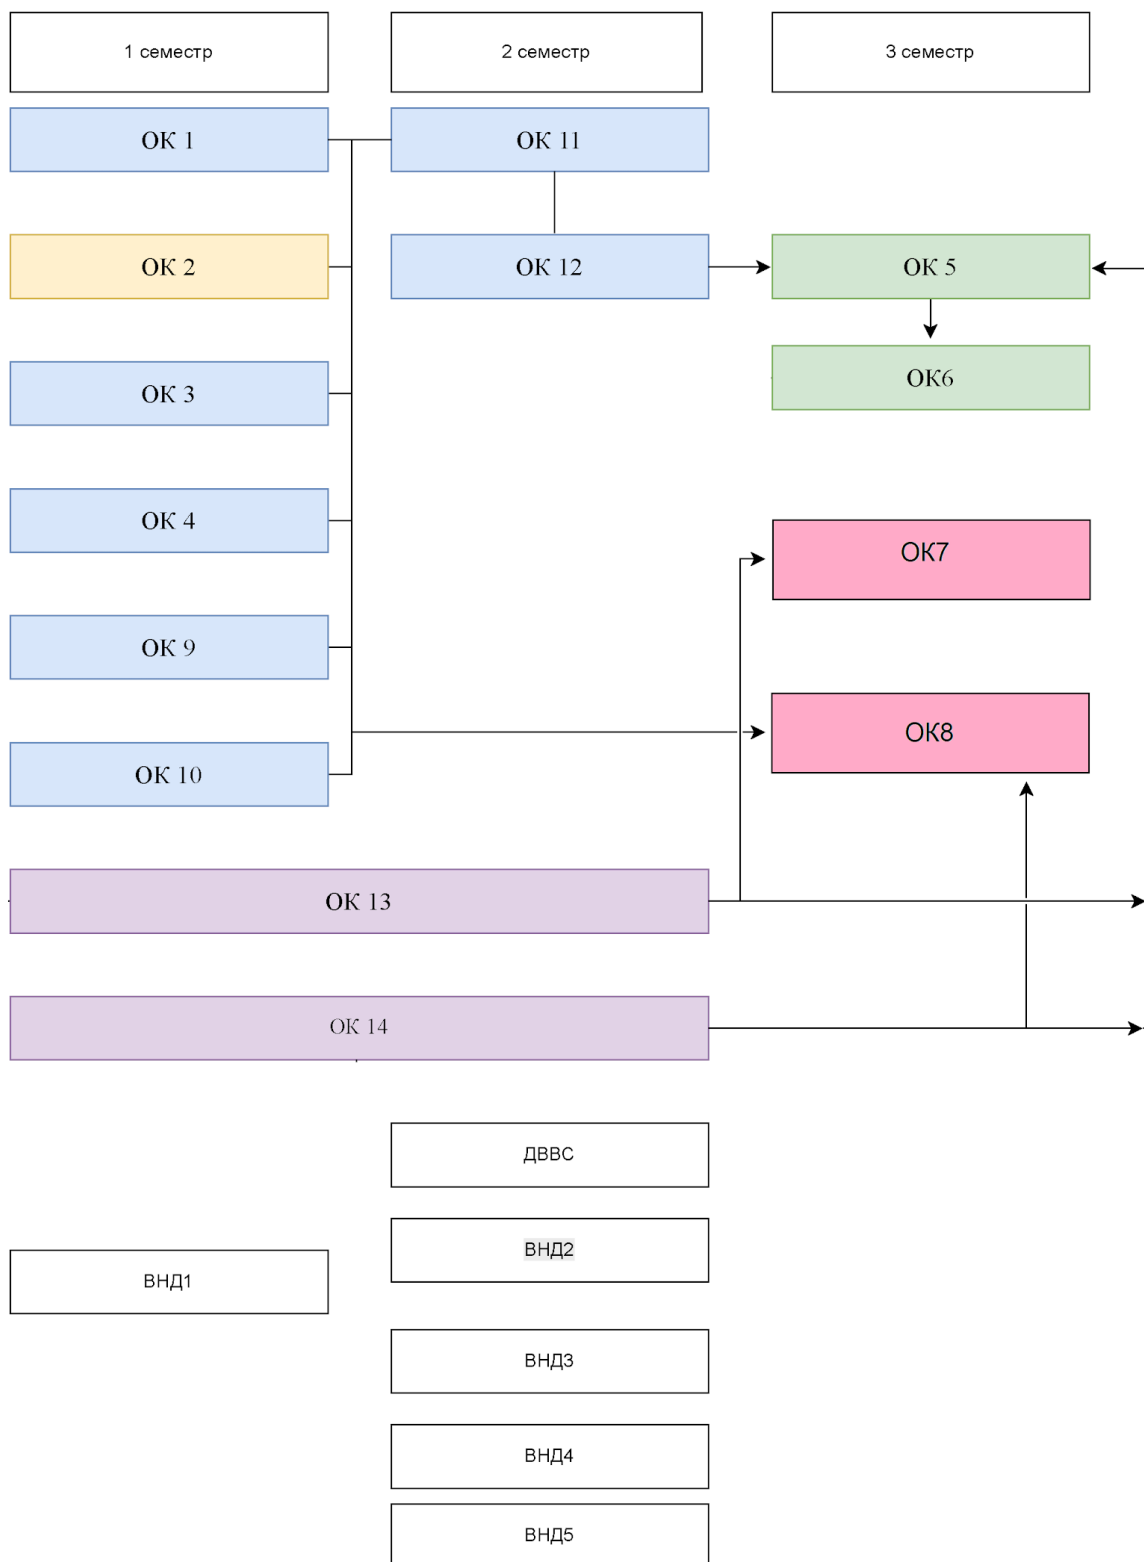 1 семестр
2 семестр
3 семестр
ОК 1
ОК 11
ОК 2
ОК 12
ОК 5
ОК 3
ОК6
ОК 4
ОК7
ОК 9
ОК8
ОК 10
ОК 13
ОК 14
ДВВС
ВНД2
ВНД1
ВНД3
ВНД4
ВНД5